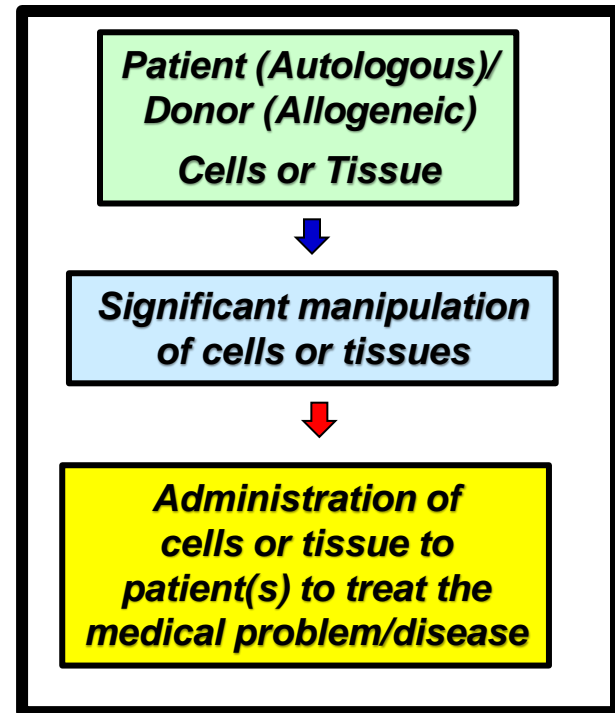 Patient (Autologous)/
Donor (Allogeneic)
Cells or Tissue
Significant manipulation
of cells or tissues
Administration of
cells or tissue to
patient(s) to treat the
medical problem/disease